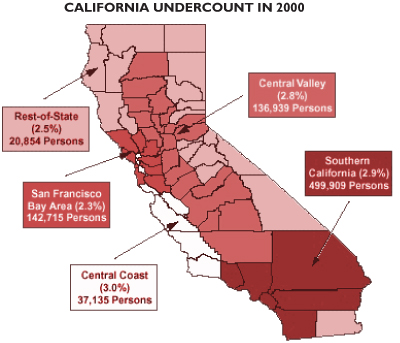 CALIFORNIA UNDERCOUNT IN 2000
Central Valley
(2.8%)
136,939 Persons
Rest-of-State
(2.5%)
20,854 Persons
Southern
California (2.9%)
499,909 Persons
San Francisco
Bay Area (2.3%)
142,715 Persons
Central Coast
(3.0%)
37,135 Persons